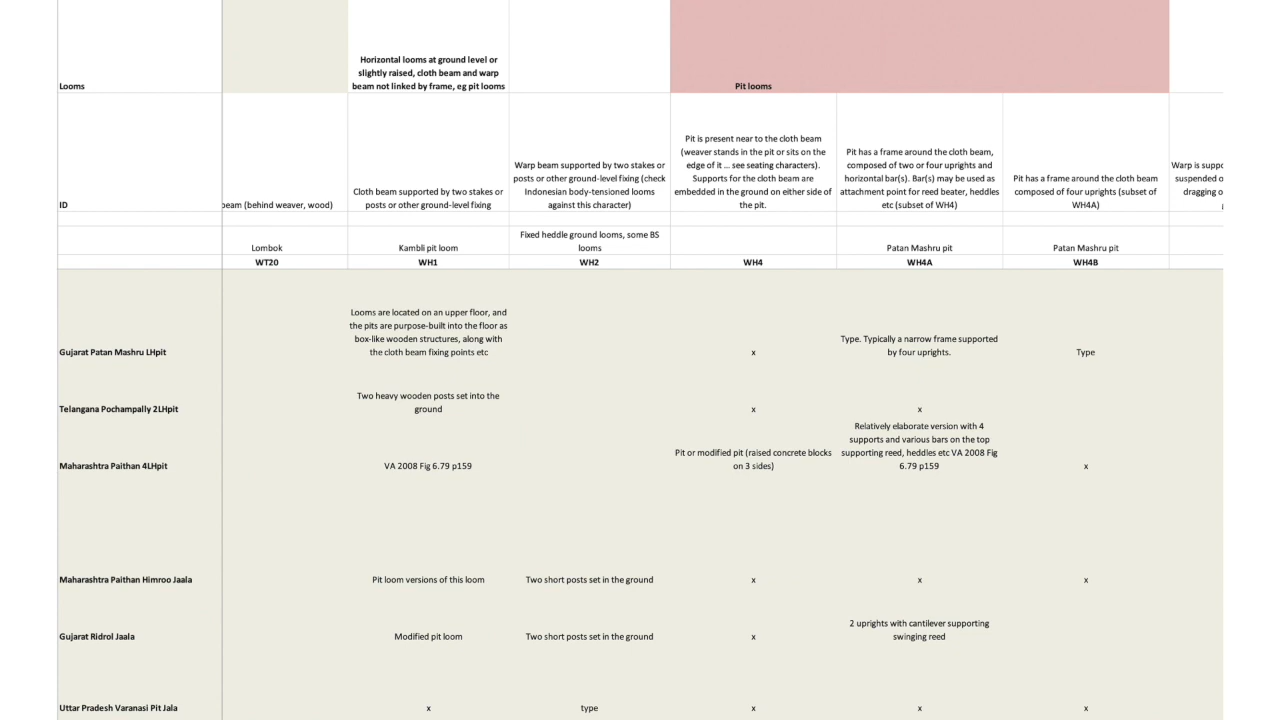 Horizontal looms at ground level or
slightly raised, cloth beam and warp
beam not linked by frame, eg pit looms
Looms
Pit looms
ID
beam (behind weaver, wood)
Cloth beam supported by two stakes or
posts or other ground-level fixing
Warp beam supported by two stakes or
posts or other ground-level fixing (check
Indonesian body-tensioned looms
against this character)
Pit is present near to the cloth beam
(weaver stands in the pit or sits on the
edge of it ... see seating characters).
Supports for the cloth beam are
embedded in the ground on either side of
the pit.
Pit has a frame around the cloth beam,
composed of two or four uprights and
horizontal bar(s). Bar(s) may be used as
attachment point for reed beater, heddles
etc (subset of WH4)
Pit has a frame around the cloth beam
composed of four uprights (subset of
WH4A)
Warp is
suspended
dragging
Lombok
Kambli pit loom
Fixed heddle ground looms, some BS
looms
Patan Mashru pit
Patan Mashru pit
WT20
WH1
WH2
WH4
WH4A
WH4B
Gujarat Patan Mashru LHpit
Looms are located on an upper floor, and
the pits are purpose-built into the floor as
box-like wooden structures, along with
the cloth beam fixing points etc
x
Type. Typically a narrow frame supported
by four uprights.
Type
Telangana Pochampally 2LHpit
Two heavy wooden posts set into the
ground
x
x
Maharashtra Paithan 4LHpit
VA 2008 Fig 6.79 p159
Pit or modified pit (raised concrete blocks
on 3 sides)
Relatively elaborate version with 4
supports and various bars on the top
supporting reed, heddles etc VA 2008 Fig
6.79 p159
x
Maharashtra Paithan Himroo Jaala
Pit loom versions of this loom
Two short posts set in the ground
x
x
x
Gujarat Ridrol Jaala
Modified pit loom
Two short posts set in the ground
x
2 uprights with cantilever supporting
swinging reed
Uttar Pradesh Varanasi Pit Jala
x
type
x
x
x